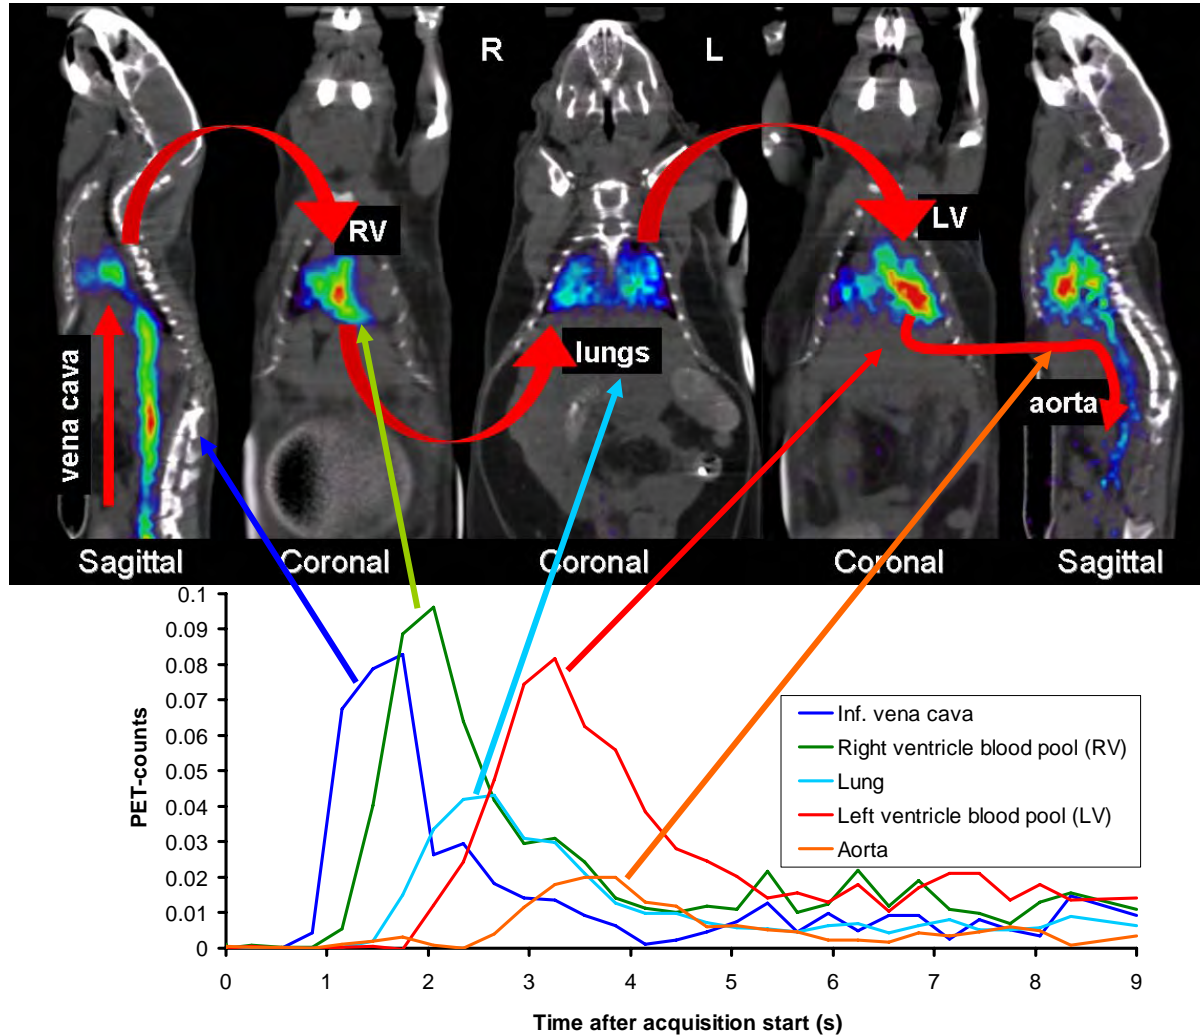 R
L
RV
LV
lungs
vena cava
aorta
Sagittal
Coronal
Coronal
Coronal
Sagittal
0.1
0.09
0.08
0.07
0.06
0.05
0.04
0.03
0.02
0.01
0
PET-counts
Inf. vena cava
Right ventricle blood pool (RV)
Lung
Left ventricle blood pool (LV)
Aorta
0 1 2 3 4 5 6 7 8 9
Time after acquisition start (s)